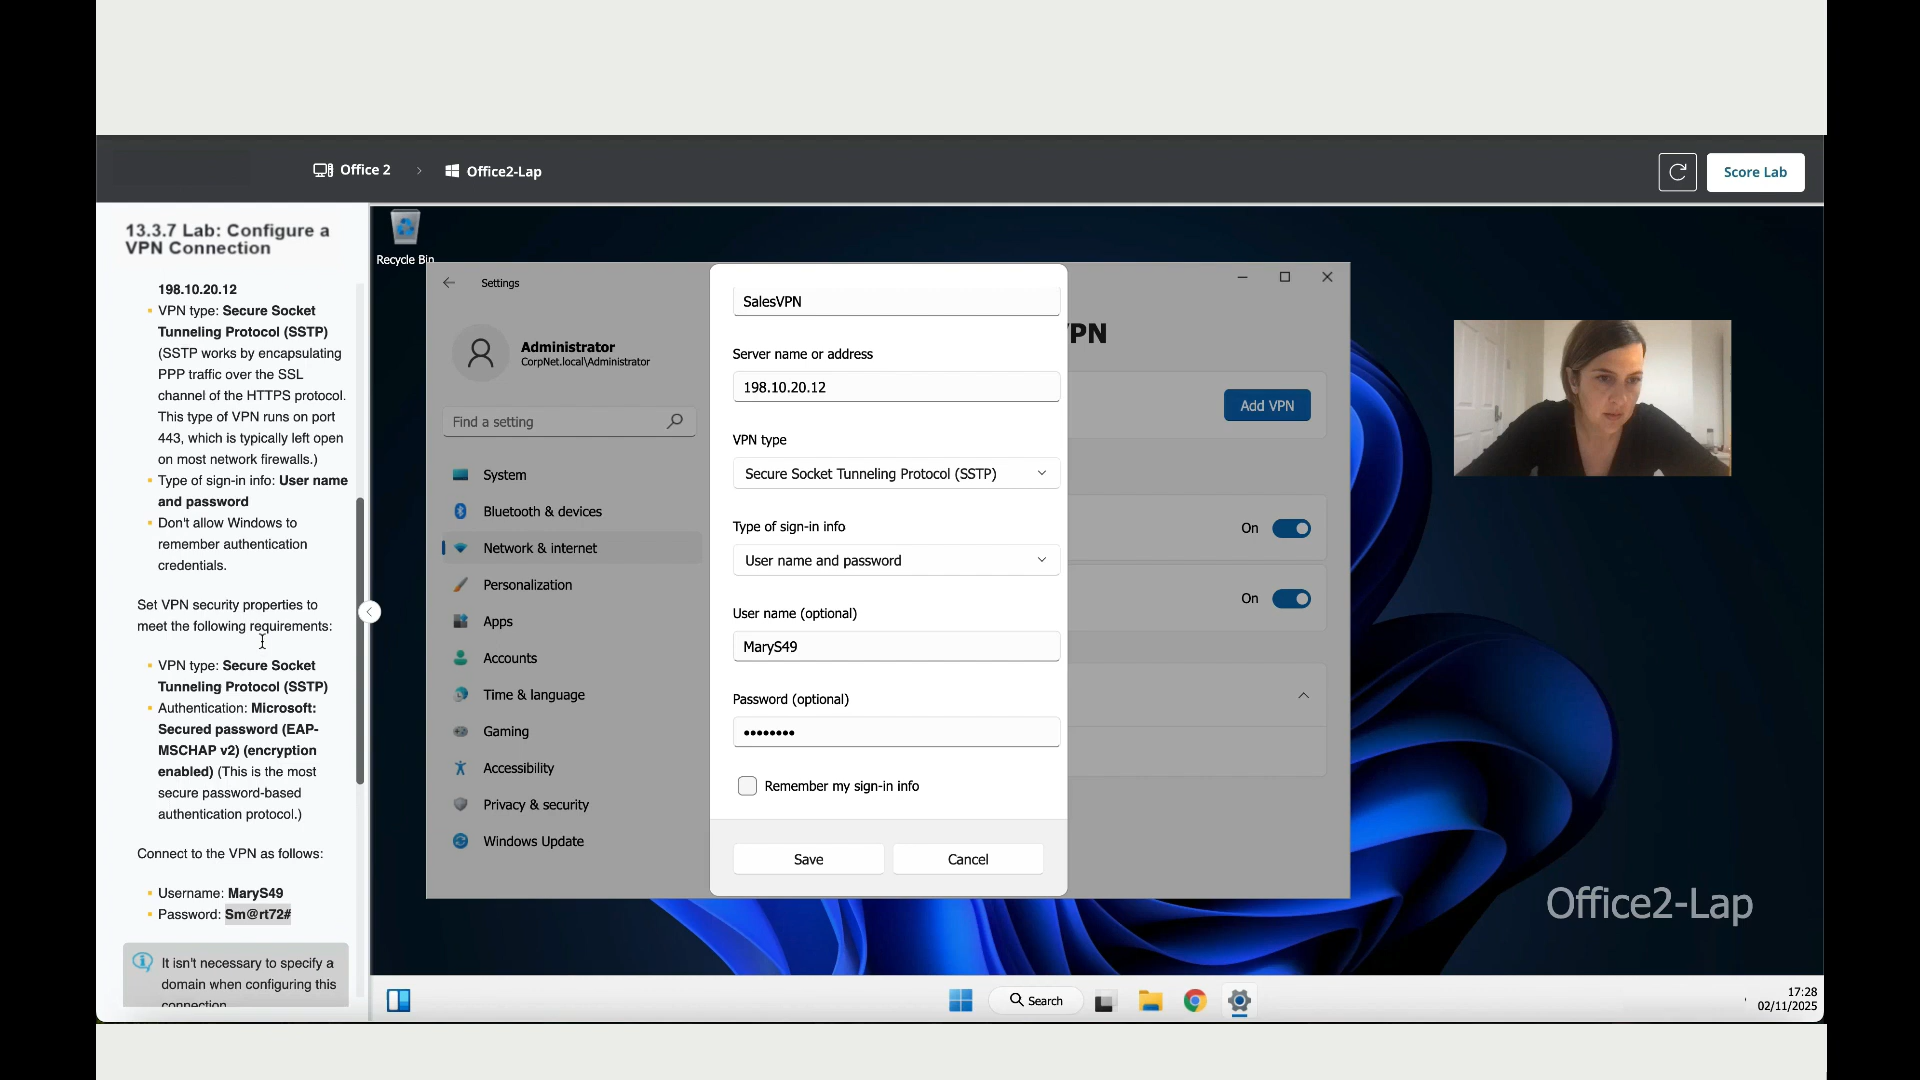 Office 2
Office2-Lap
Score Lab
13.3.7 Lab: Configure a
VPN Connection
198.10.20.12
VPN type: Secure Socket
Tunneling Protocol (SSTP)
(SSTP works by encapsulating
PPP traffic over the SSL
channel of the HTTPS protocol.
This type of VPN runs on port
443, which is typically left open
on most network firewalls.)
Type of sign-in info: User name
and password
Don't allow Windows to
remember authentication
credentials.
Set VPN security properties to
meet the following requirements:
VPN type: Secure Socket
Tunneling Protocol (SSTP)
Authentication: Microsoft:
Secured password (EAP-
MSCHAP v2) (encryption
enabled) (This is the most
secure password-based
authentication protocol.)
Connect to the VPN as follows:
Username: MaryS49
Password: Sm@rt72#
It isn't necessary to specify a
domain when configuring this
connection
Recycle Bin
Settings
Administrator
CorpNet.local\Administrator
Find a setting
System
Bluetooth & devices
Network & internet
Personalization
Apps
Accounts
Time & language
Gaming
Accessibility
Privacy & security
Windows Update
SalesVPN
Server name or address
198.10.20.12
VPN type
Secure Socket Tunneling Protocol (SSTP)
Type of sign-in info
User name and password
User name (optional)
MaryS49
Password (optional)
••••••••
Remember my sign-in info
Save
Cancel
VPN
Add VPN
On
On
Office2-Lap
Search
17:28
02/11/2025